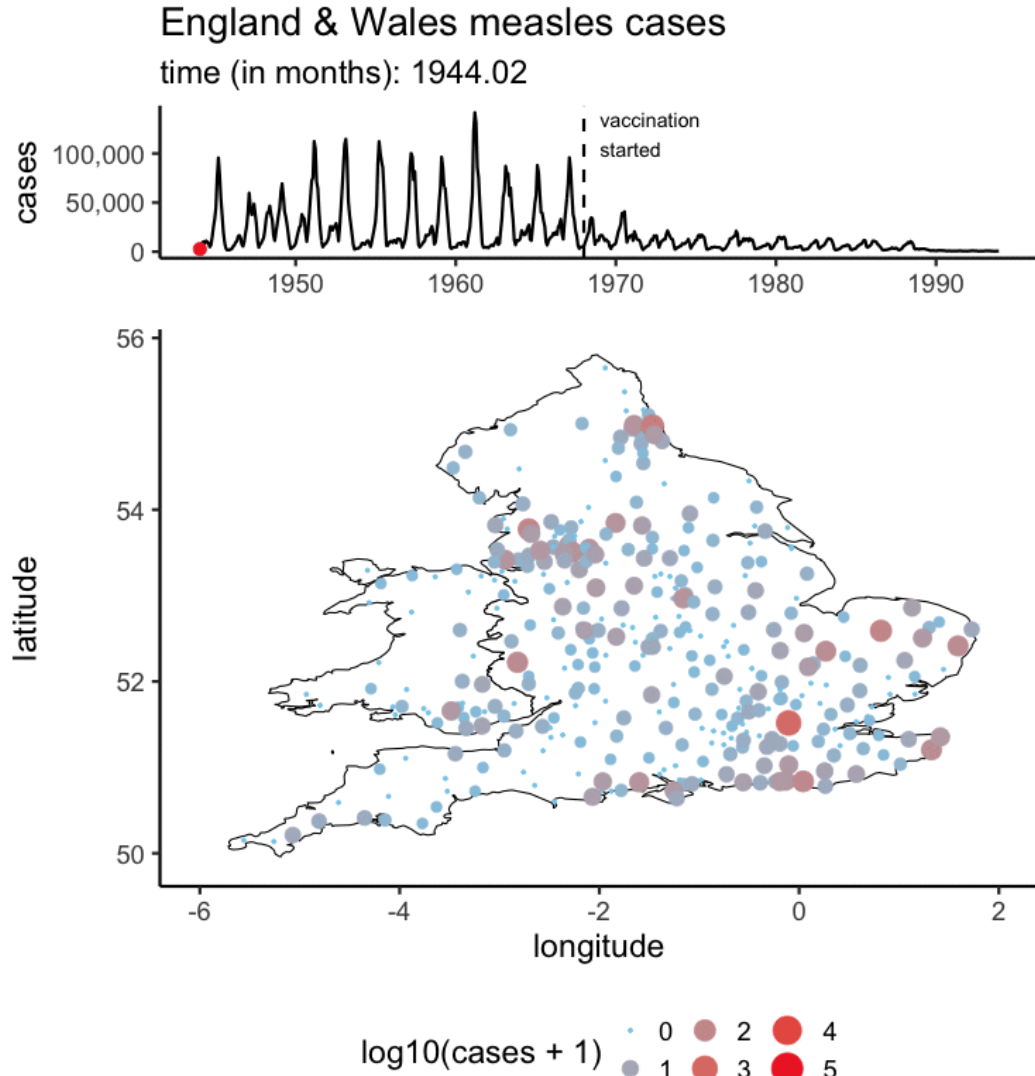 England & Wales measles cases
time (in months): 1944.02
cases
100,000
50,000
0
vaccination
started
1950 1960 1970 1980 1990
latitude
56
54
52
50
-6 -4 -2 0 2
longitude
log10(cases + 1)
0 2 4
1 3 5